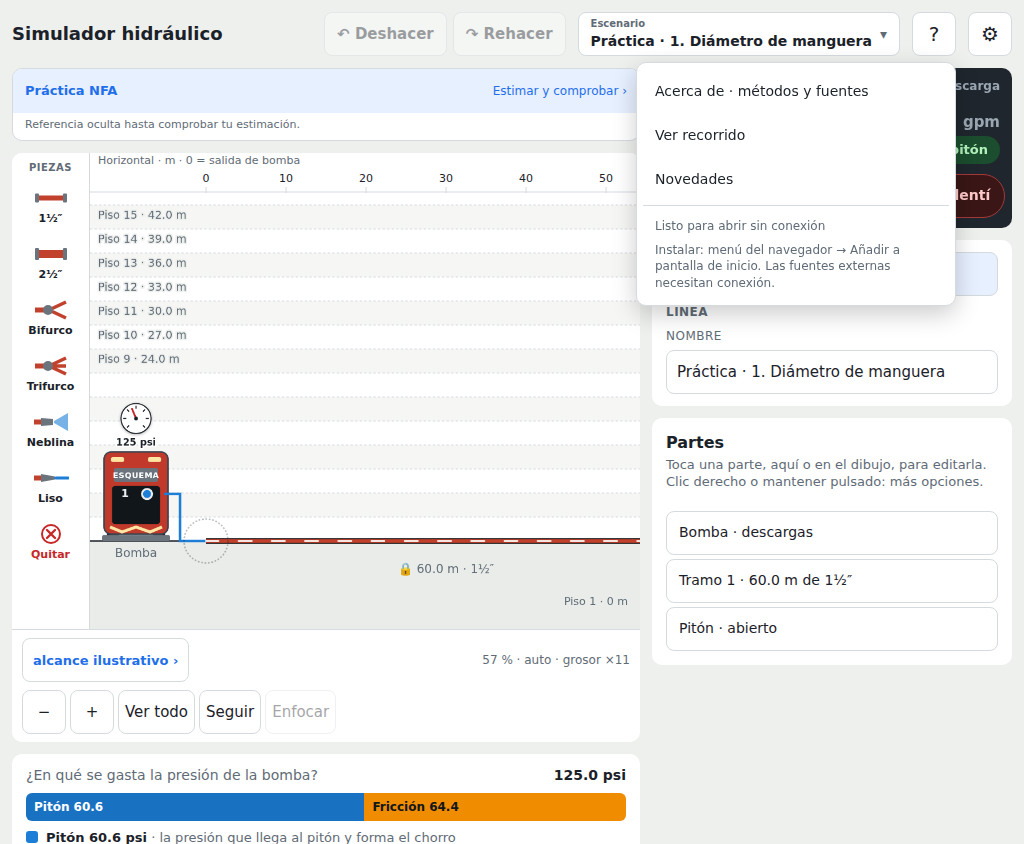 Simulador hidráulico
↶ Deshacer
↷ Rehacer
Escenario
Práctica · 1. Diámetro de manguera ▾
?
⚙
Práctica NFA
Estimar y comprobar ›
Referencia oculta hasta comprobar tu estimación.
Acerca de · métodos y fuentes
Ver recorrido
Novedades
Listo para abrir sin conexión
Instalar: menú del navegador → Añadir a
pantalla de inicio. Las fuentes externas
necesitan conexión.
gpm
PIEZAS
1½″
2½″
Bifurco
Trifurco
Neblina
Liso
Quitar
Horizontal · m · 0 = salida de bomba
0 10 20 30 40 50
Piso 15 · 42.0 m
Piso 14 · 39.0 m
Piso 13 · 36.0 m
Piso 12 · 33.0 m
Piso 11 · 30.0 m
Piso 10 · 27.0 m
Piso 9 · 24.0 m
125 psi
ESQUEMA
1
Bomba
🔒 60.0 m · 1½″
Piso 1 · 0 m
alcance ilustrativo ›
57 % · auto · grosor ×11
−
+
Ver todo
Seguir
Enfocar
¿En qué se gasta la presión de la bomba?
125.0 psi
Pitón 60.6
Fricción 64.4
Pitón 60.6 psi · la presión que llega al pitón y forma el chorro
LÍNEA
NOMBRE
Práctica · 1. Diámetro de manguera
Partes
Toca una parte, aquí o en el dibujo, para editarla.
Clic derecho o mantener pulsado: más opciones.
Bomba · descargas
Tramo 1 · 60.0 m de 1½″
Pitón · abierto